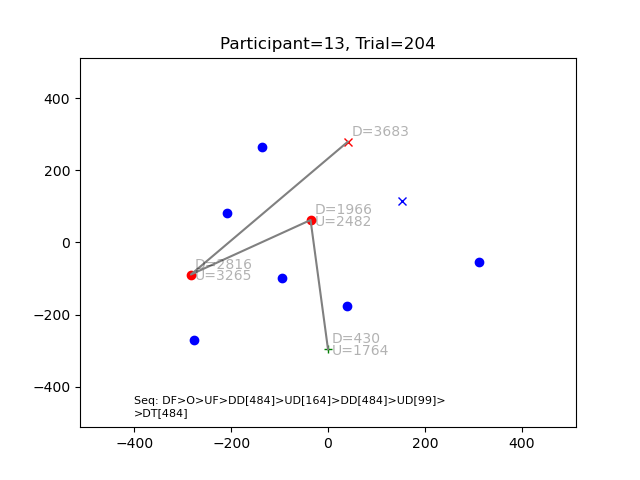 Participant=13, Trial=204
D=3683
D=1966
U=2482
D=2816
U=3265
D=430
U=1764
Seq: DF>O>UF>DD[484]>UD[164]>DD[484]>UD[99]>
>DT[484]
400
200
0
−200
−400
−400 −200 0 200 400